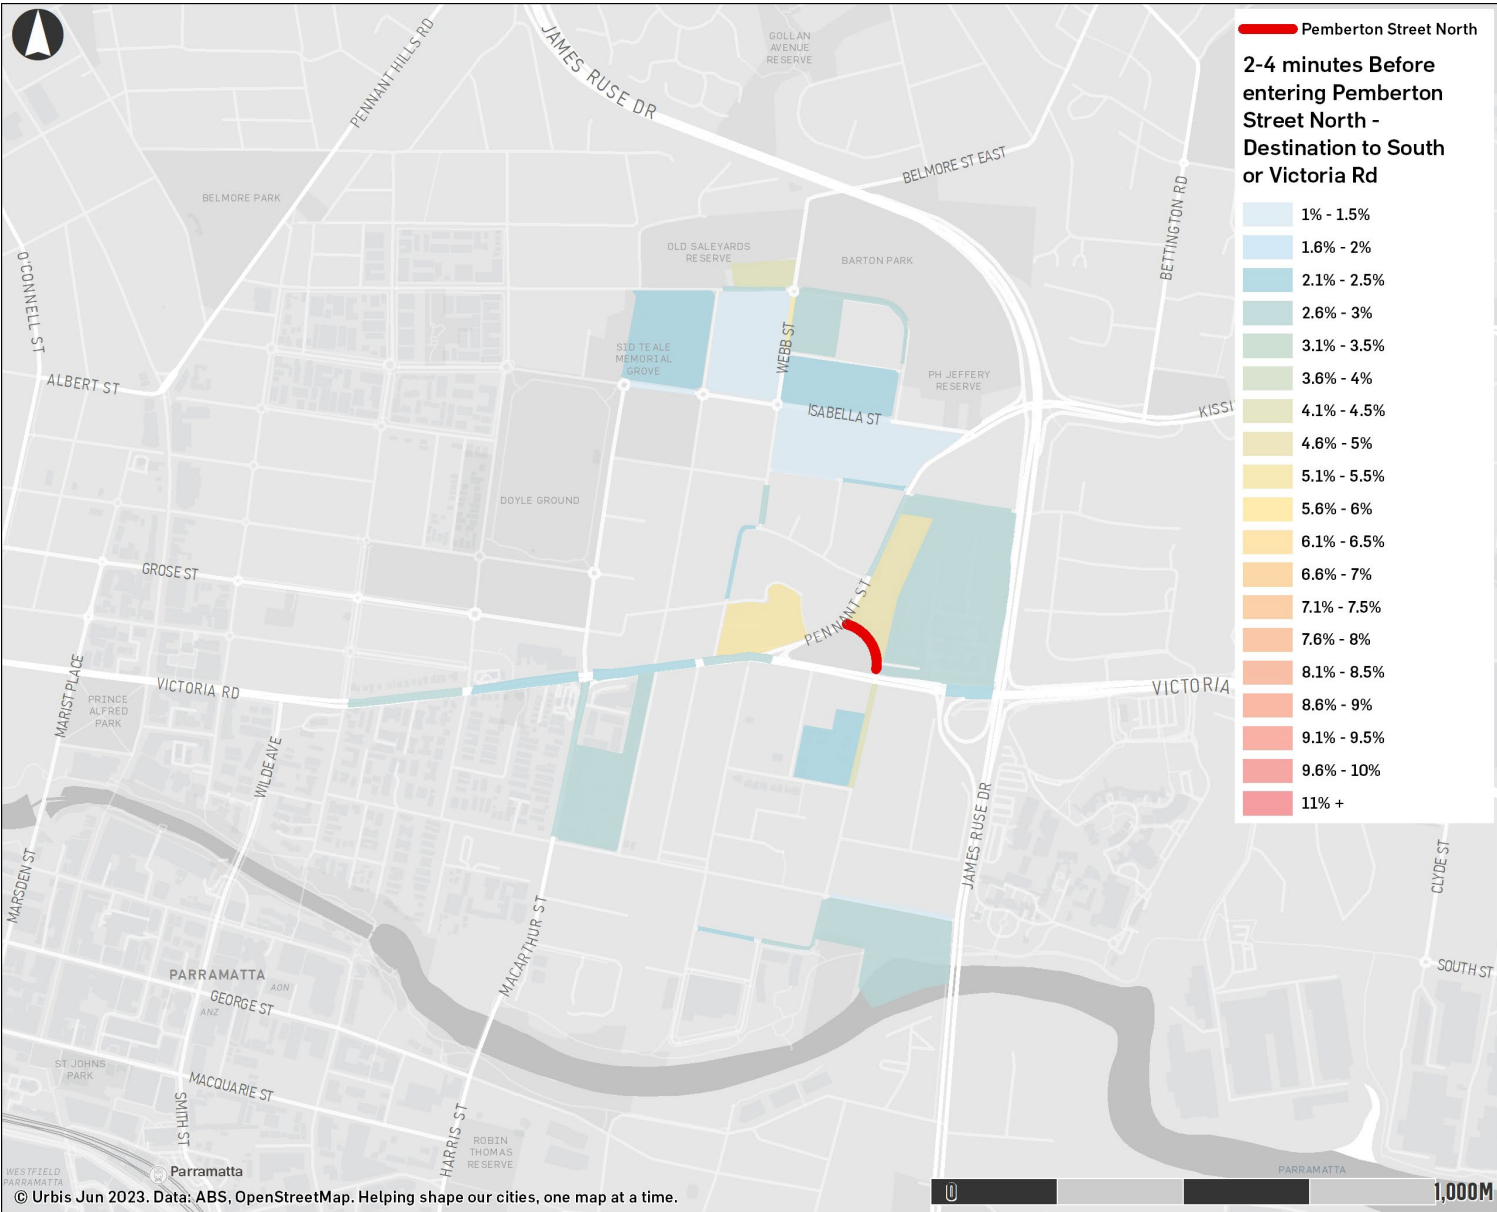 PENNANT HILLS RD
JAMES RUSE DR
GOLLAN
AVENUE
RESERVE
BELMORE ST EAST
BETTINGTON RD
BELMORE PARK
O'CONNELL ST
OLD SALEYARDS
RESERVE
BARTON PARK
WEBB ST
SID TEALE
MEMORIAL
GROVE
PH JEFFERY
RESERVE
ALBERT ST
ISABELLA ST
KISSI
DOYLE GROUND
GROSE ST
PENNANT ST
MARIST PLACE
VICTORIA RD
VICTORIA
PRINCE
ALFRED
PARK
WILDE AVE
JAMES RUSE DR
MARSDEN ST
CLYDE ST
MACARTHUR ST
PARRAMATTA
AON
GEORGE ST
ANZ
SOUTH ST
ST JOHNS
PARK
MACQUARIE ST
SMITH ST
HARRIS ST
ROBIN
THOMAS
RESERVE
WESTFIELD
PARRAMATTA
Parramatta
PARRAMATTA
© Urbis Jun 2023. Data: ABS, OpenStreetMap. Helping shape our cities, one map at a time.
0
1,000M
Pemberton Street North
2-4 minutes Before
entering Pemberton
Street North -
Destination to South
or Victoria Rd
1% - 1.5%
1.6% - 2%
2.1% - 2.5%
2.6% - 3%
3.1% - 3.5%
3.6% - 4%
4.1% - 4.5%
4.6% - 5%
5.1% - 5.5%
5.6% - 6%
6.1% - 6.5%
6.6% - 7%
7.1% - 7.5%
7.6% - 8%
8.1% - 8.5%
8.6% - 9%
9.1% - 9.5%
9.6% - 10%
11% +